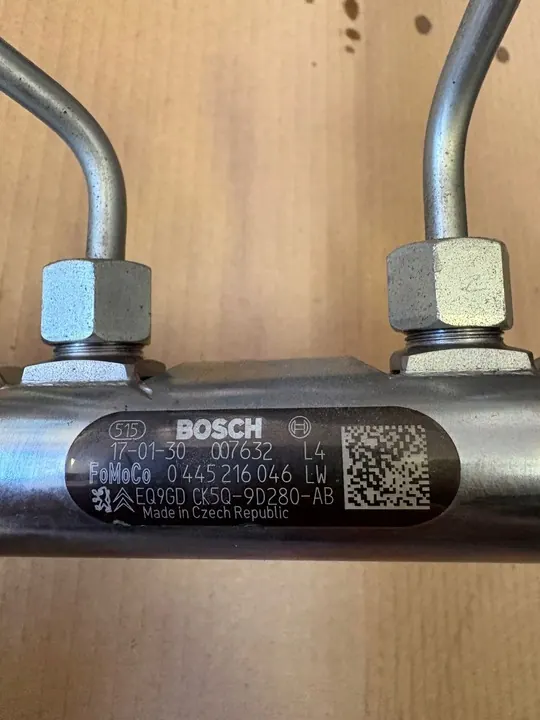 515 BOSCH
17-01-30 007632 L4
FoMoCo 0 445 216 046 LW
EQ9GD CK5Q-9D280-AB
Made in Czech Republic